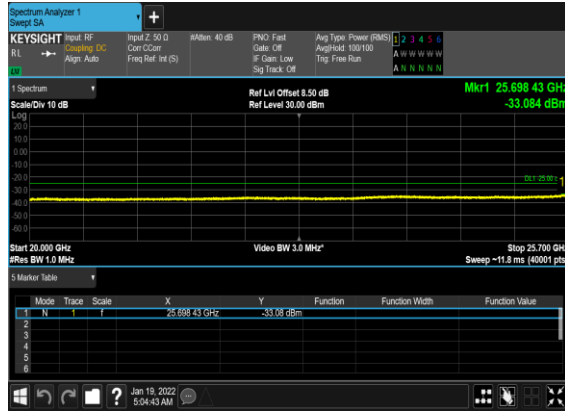 Spectrum Analyzer 1
Swept SA
+
KEYSIGHT Input: RF Input Z: 50 Ω #Atten: 40 dB PNO: Fast Avg Type: Power (RMS) 1 2 3 4 5 6
RL Coupling: DC Corr CCorr Gate: Off Avg|Hold: 100/100 A W W W W W
Align: Auto Freq Ref: Int (S) IF Gain: Low Trig: Free Run
Sig Track: Off A N N N N N
1 Spectrum Ref Lvl Offset 8.50 dB Mkr1 25.698 43 GHz
Scale/Div 10 dB Ref Level 30.00 dBm -33.084 dBm
Log
20.0
10.0
0.00
-10.0
-20.0
DL1 -25.00
1
-30.0
-40.0
-50.0
-60.0
Start 20.000 GHz Video BW 3.0 MHz* Stop 25.700 GH
#Res BW 1.0 MHz Sweep ~11.8 ms (40001 pts
5 Marker Table
Mode Trace Scale X Y Function Function Width Function Value
1 N 1 f 25.698 43 GHz -33.08 dBm
2
3
4
5
6
? Jan 19, 2022
5:04:43 AM